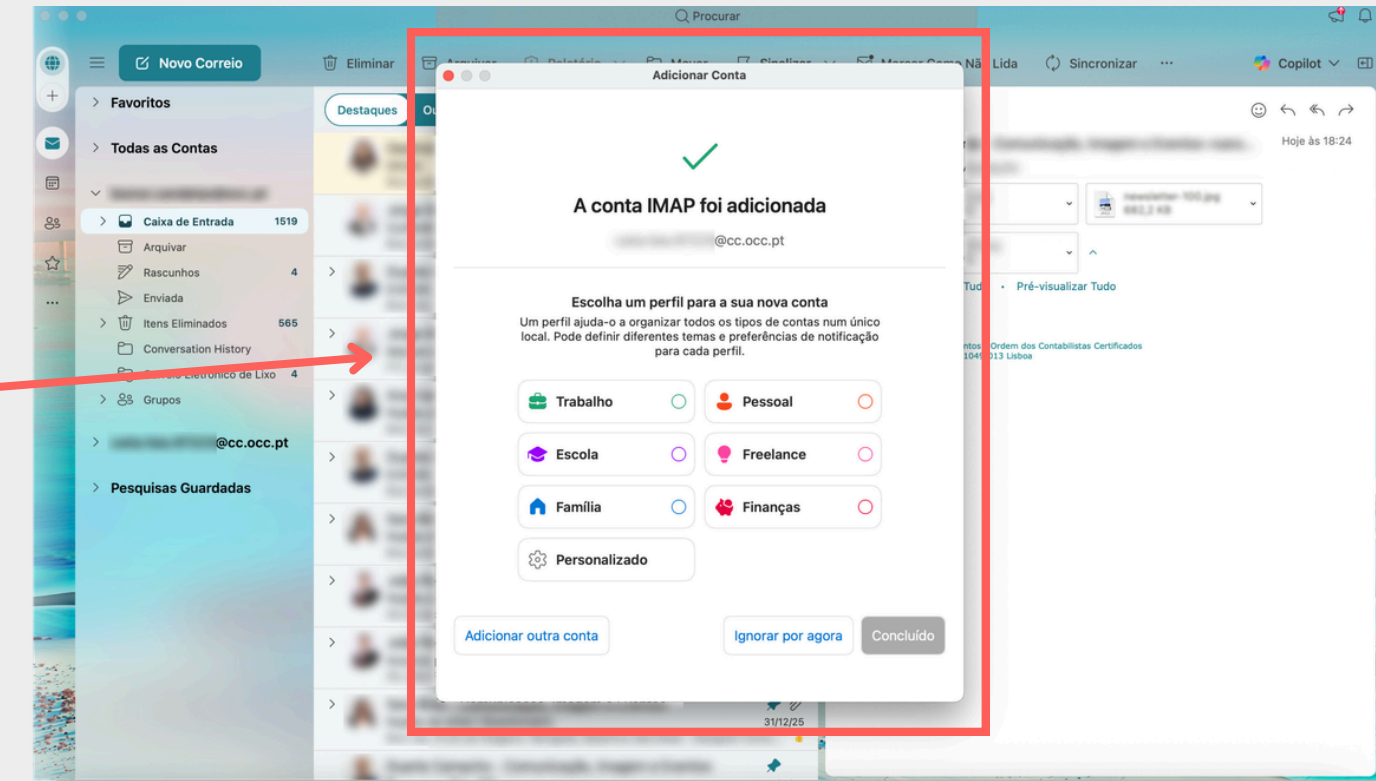 Procurar
Novo Correio
Eliminar
Mover
Sinalizar
Marcar Como Não Lida
Sincronizar
Copilot
Favoritos
Todas as Contas
Caixa de Entrada 1519
Arquivar
Rascunhos 4
Enviada
Itens Eliminados 565
Conversation History
Correio Eletrónico de Lixo 4
Grupos
@cc.occ.pt
Pesquisas Guardadas
Destaques
Adicionar Conta
A conta IMAP foi adicionada
@cc.occ.pt
Escolha um perfil para a sua nova conta
Um perfil ajuda-o a organizar todos os tipos de contas num único
local. Pode definir diferentes temas e preferências de notificação
para cada perfil.
Trabalho
Pessoal
Escola
Freelance
Família
Finanças
Personalizado
Adicionar outra conta
Ignorar por agora
Concluído
31/12/25
Hoje às 18:24
newsletter-100.jpg
682,2 KB
Pré-visualizar Tudo
Ordem dos Contabilistas Certificados
Lisboa